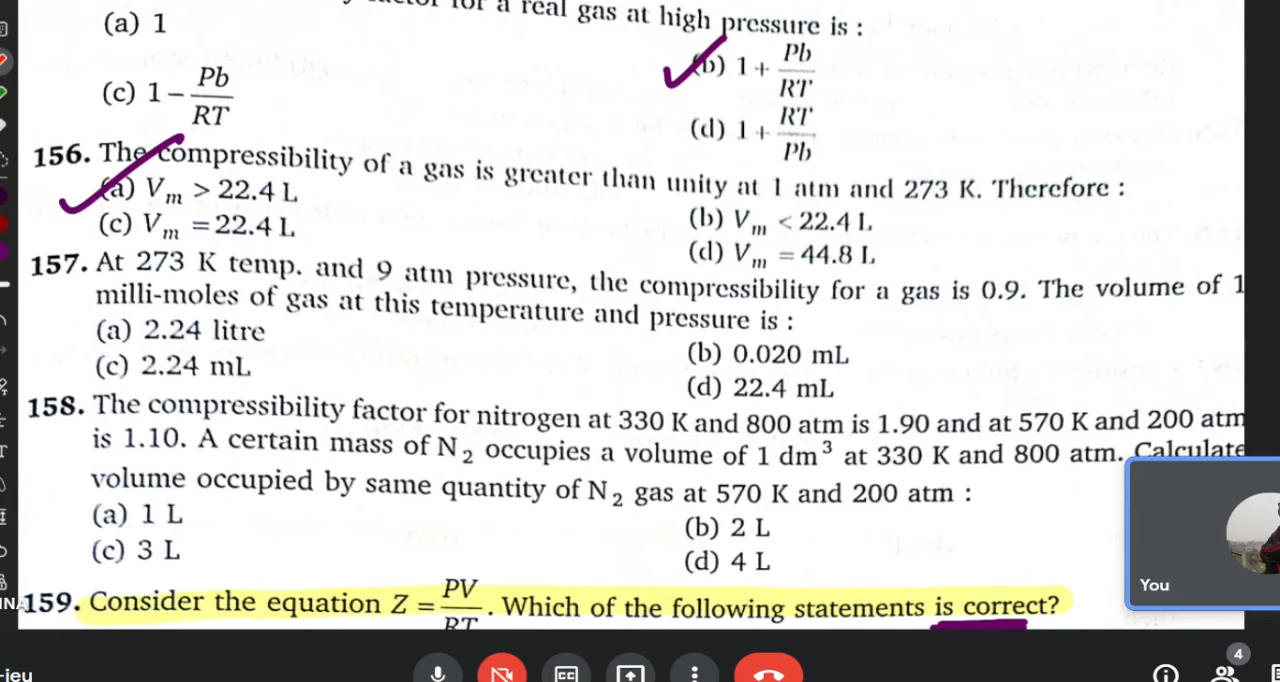 for a real gas at high pressure is :
(a) 1
(b) 1 + Pb/RT
(c) 1 – Pb/RT
(d) 1 + RT/Pb
156. The compressibility of a gas is greater than unity at 1 atm and 273 K. Therefore :
(a) Vm > 22.4 L
(b) Vm < 22.4 L
(c) Vm = 22.4 L
(d) Vm = 44.8 L
157. At 273 K temp. and 9 atm pressure, the compressibility for a gas is 0.9. The volume of 1
milli-moles of gas at this temperature and pressure is :
(a) 2.24 litre
(b) 0.020 mL
(c) 2.24 mL
(d) 22.4 mL
158. The compressibility factor for nitrogen at 330 K and 800 atm is 1.90 and at 570 K and 200 atm
is 1.10. A certain mass of N₂ occupies a volume of 1 dm³ at 330 K and 800 atm. Calculate
volume occupied by same quantity of N₂ gas at 570 K and 200 atm :
(a) 1 L
(b) 2 L
(c) 3 L
(d) 4 L
159. Consider the equation Z = PV/RT. Which of the following statements is correct?
You
4
-jeu